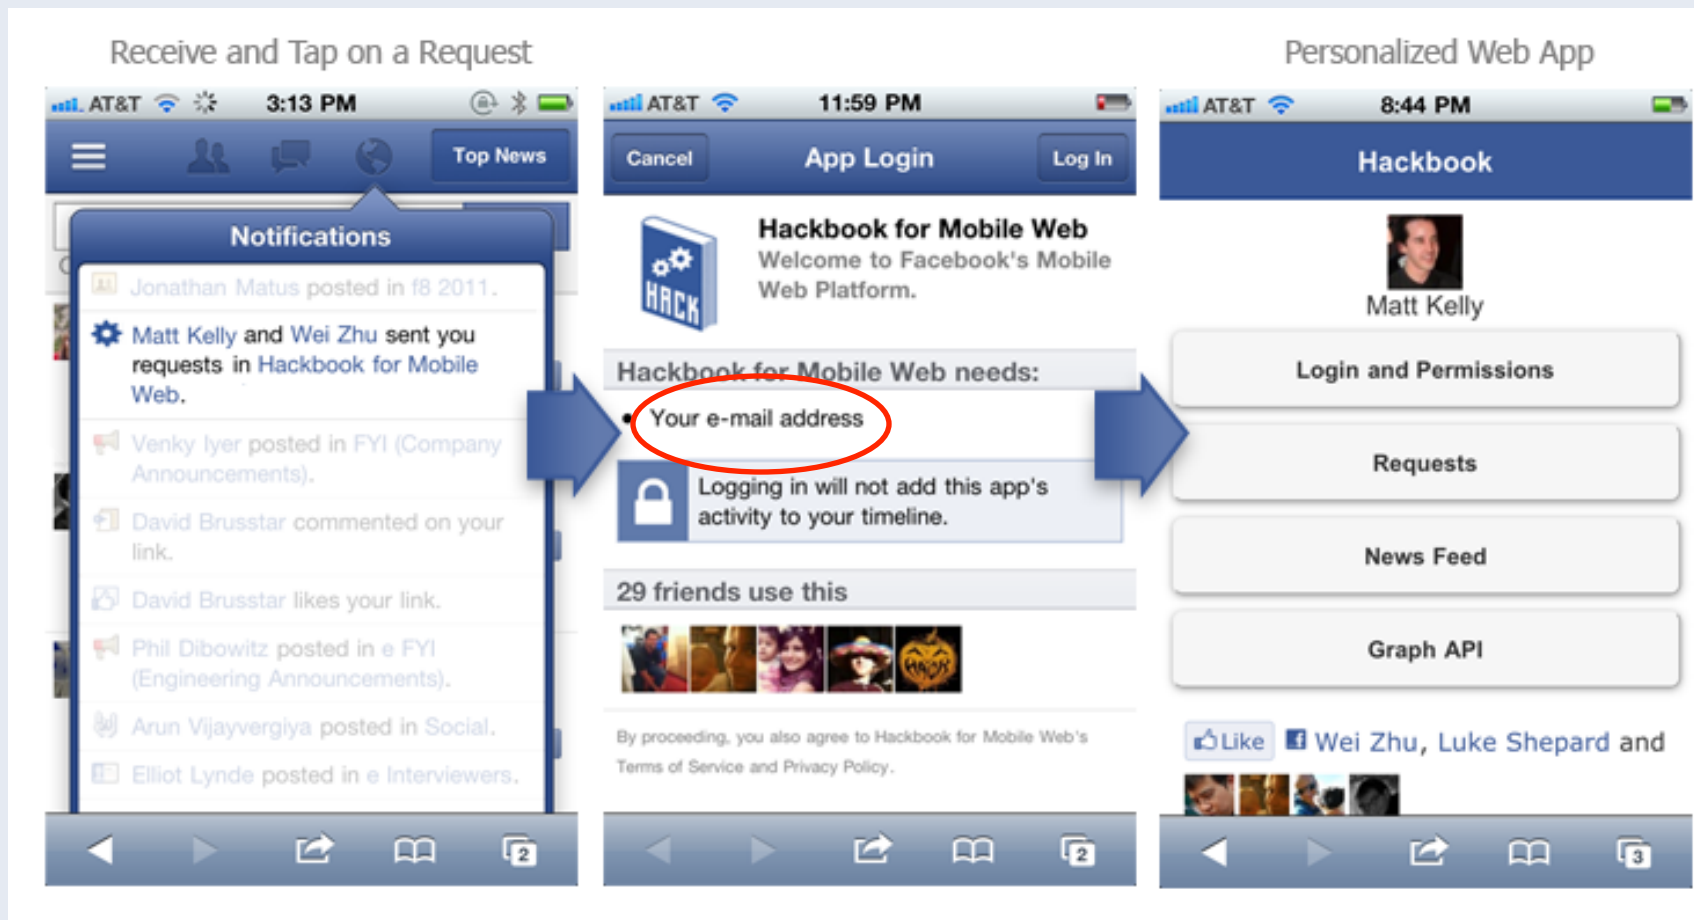 Receive and Tap on a Request
Personalized Web App
AT&T 3:13 PM
Top News
Notifications
Jonathan Matus posted in f8 2011.
Matt Kelly and Wei Zhu sent you
requests in Hackbook for Mobile
Web.
Venky Iyer posted in FYI (Company
Announcements).
David Brusstar commented on your
link.
David Brusstar likes your link.
Phil Dibowitz posted in e FYI
(Engineering Announcements).
Arun Vijayvergiya posted in Social.
Elliot Lynde posted in e Interviewers.
2
AT&T 11:59 PM
Cancel App Login Log In
HACK
Hackbook for Mobile Web
Welcome to Facebook's Mobile
Web Platform.
Hackbook for Mobile Web needs:
• Your e-mail address
Logging in will not add this app's
activity to your timeline.
29 friends use this
By proceeding, you also agree to Hackbook for Mobile Web's
Terms of Service and Privacy Policy.
2
AT&T 8:44 PM
Hackbook
Matt Kelly
Login and Permissions
Requests
News Feed
Graph API
Like Wei Zhu, Luke Shepard and
3